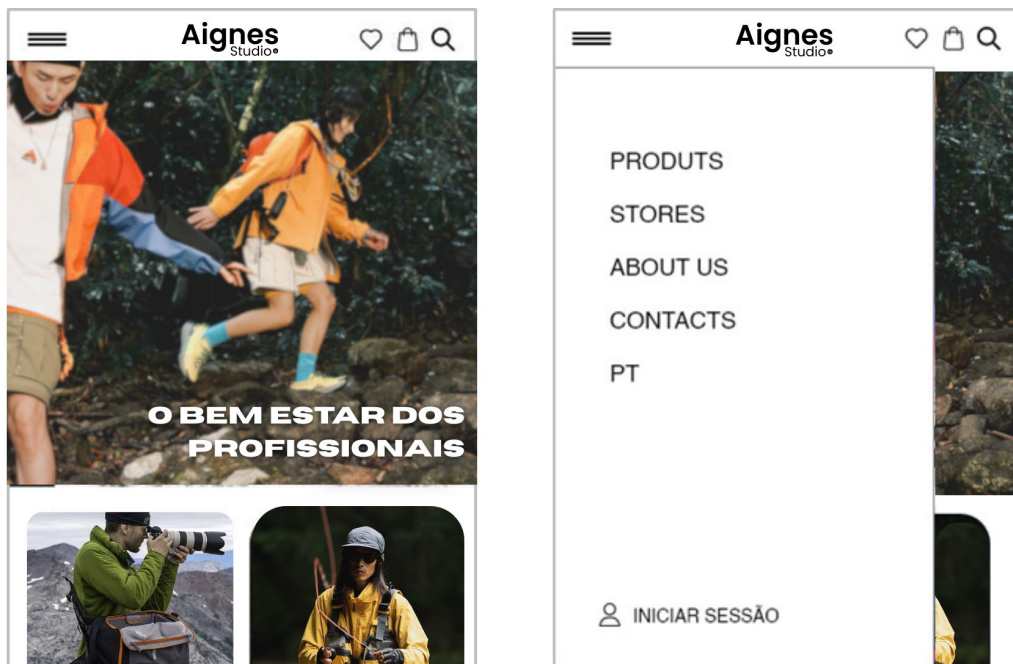 Aignes
Studio
O BEM ESTAR DOS
PROFISSIONAIS
Aignes
Studio
PRODUTS
STORES
ABOUT US
CONTACTS
PT
INICIAR SESSÃO